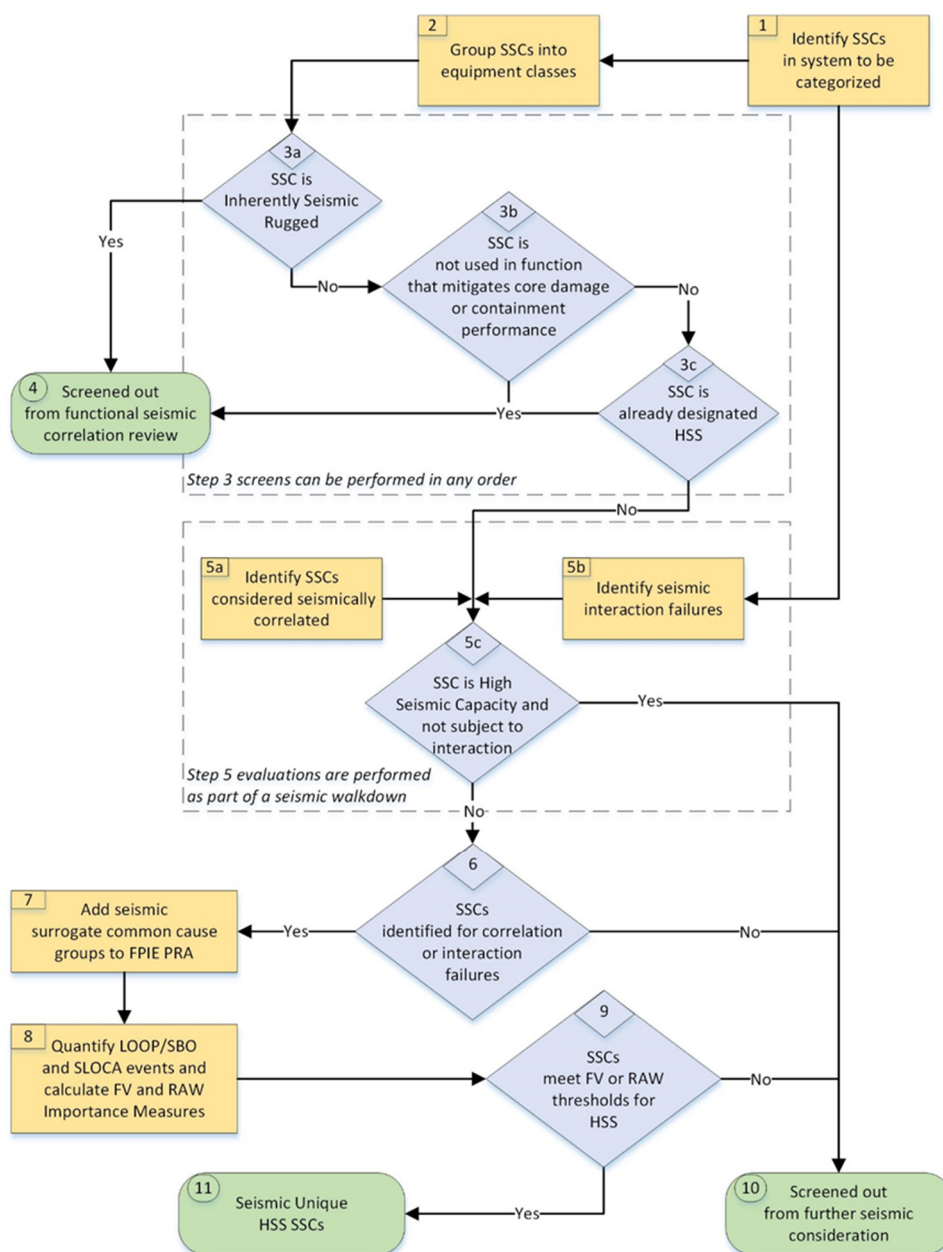 1
Identify SSCs
in system to be
categorized
2
Group SSCs into
equipment classes
3a
SSC is
Inherently Seismic
Rugged
Yes
No
3b
SSC is
not used in function
that mitigates core damage
or containment
performance
No
Yes
3c
SSC is
already designated
HSS
4
Screened out
from functional seismic
correlation review
Step 3 screens can be performed in any order
No
5a
Identify SSCs
considered seismically
correlated
5b
Identify seismic
interaction failures
5c
SSC is High
Seismic Capacity and
not subject to
interaction
Yes
Step 5 evaluations are performed
as part of a seismic walkdown
No
6
SSCs
identified for correlation
or interaction
failures
Yes
No
7
Add seismic
surrogate common cause
groups to FPIE PRA
8
Quantify LOOP/SBO
and SLOCA events and
calculate FV and RAW
Importance Measures
9
SSCs
meet FV or RAW
thresholds for
HSS
No
Yes
10
Screened out
from further seismic
consideration
11
Seismic Unique
HSS SSCs